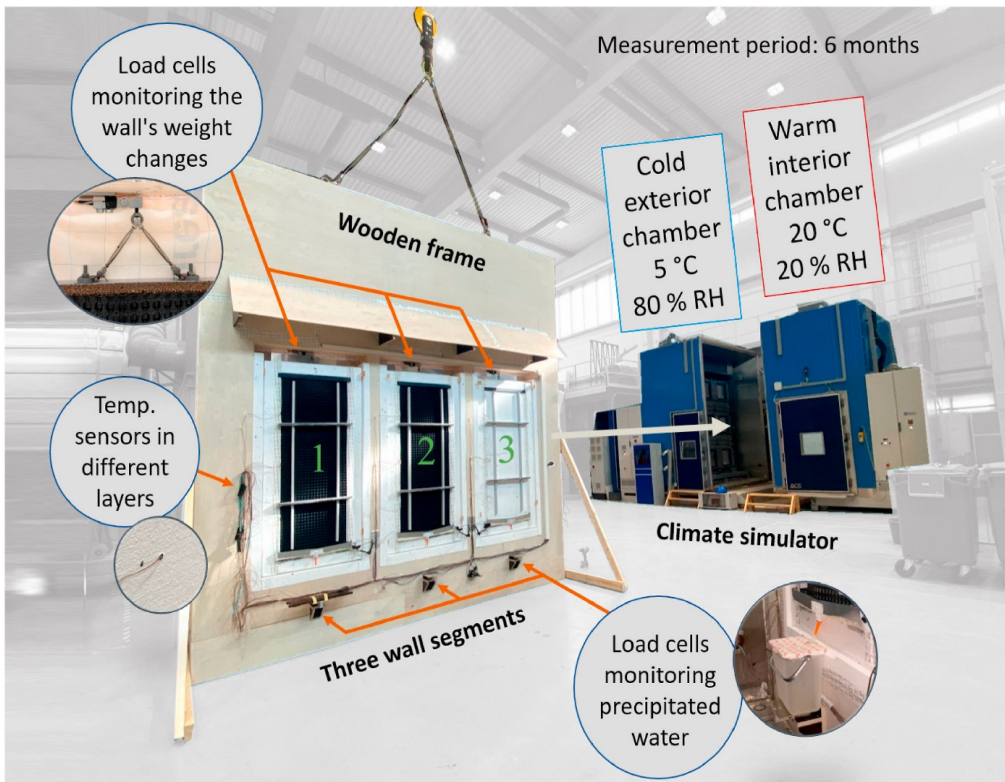 Measurement period: 6 months
Load cells
monitoring the
wall's weight
changes
Cold
exterior
chamber
5 °C
80 % RH
Warm
interior
chamber
20 °C
20 % RH
Wooden frame
Temp.
sensors in
different
layers
1
2
3
Climate simulator
Three wall segments
Load cells
monitoring
precipitated
water